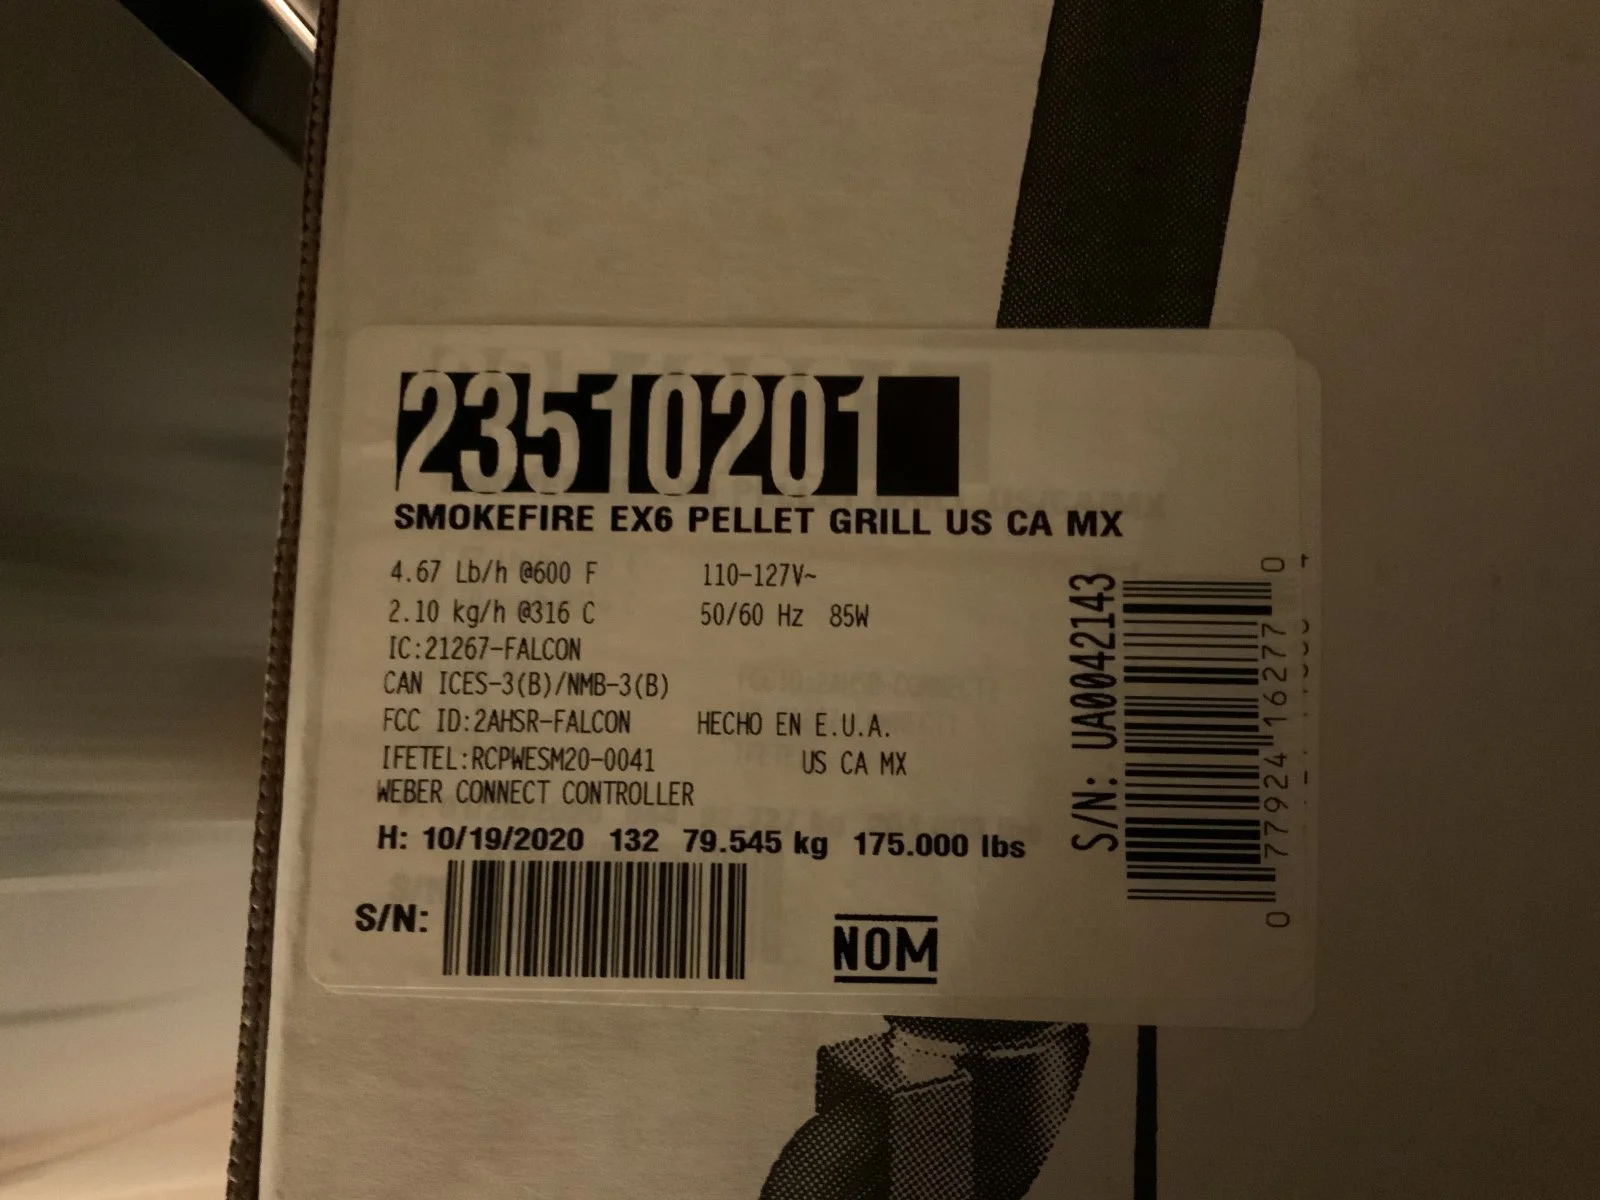 23510201
SMOKEFIRE EX6 PELLET GRILL US CA MX
4.67 Lb/h @600 F 110-127V~
2.10 kg/h @316 C 50/60 Hz 85W
IC:21267-FALCON
CAN ICES-3(B)/NMB-3(B)
FCC ID:2AHSR-FALCON HECHO EN E.U.A.
IFETEL:RCPWESM20-0041 US CA MX
WEBER CONNECT CONTROLLER
H: 10/19/2020 132 79.545 kg 175.000 lbs
S/N:
NOM
S/N: UA0042143
0 77924 16277 0